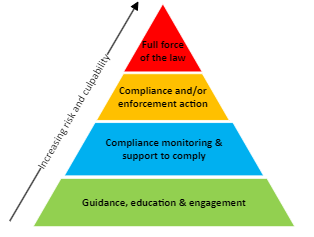 Full force
of the law
Compliance and/or
enforcement action
Compliance monitoring &
support to comply
Guidance, education & engagement
Increasing risk and culpability